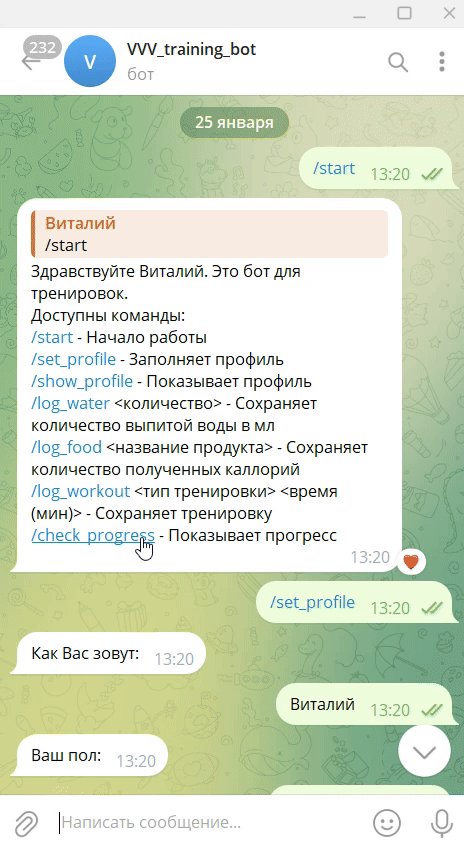 232
V
VVV_training_bot
бот
25 января
/start 13:20
Виталий
/start
Здравствуйте Виталий. Это бот для
тренировок.
Доступны команды:
/start - Начало работы
/set_profile - Заполняет профиль
/show_profile - Показывает профиль
/log_water <количество> - Сохраняет
количество выпитой воды в мл
/log_food <название продукта> - Сохраняет
количество полученных каллорий
/log_workout <тип тренировки> <время
(мин)> - Сохраняет тренировку
/check_progress - Показывает прогресс
13:20
/set_profile 13:20
Как Вас зовут: 13:20
Виталий 13:20
Ваш пол: 13:20
Написать сообщение...